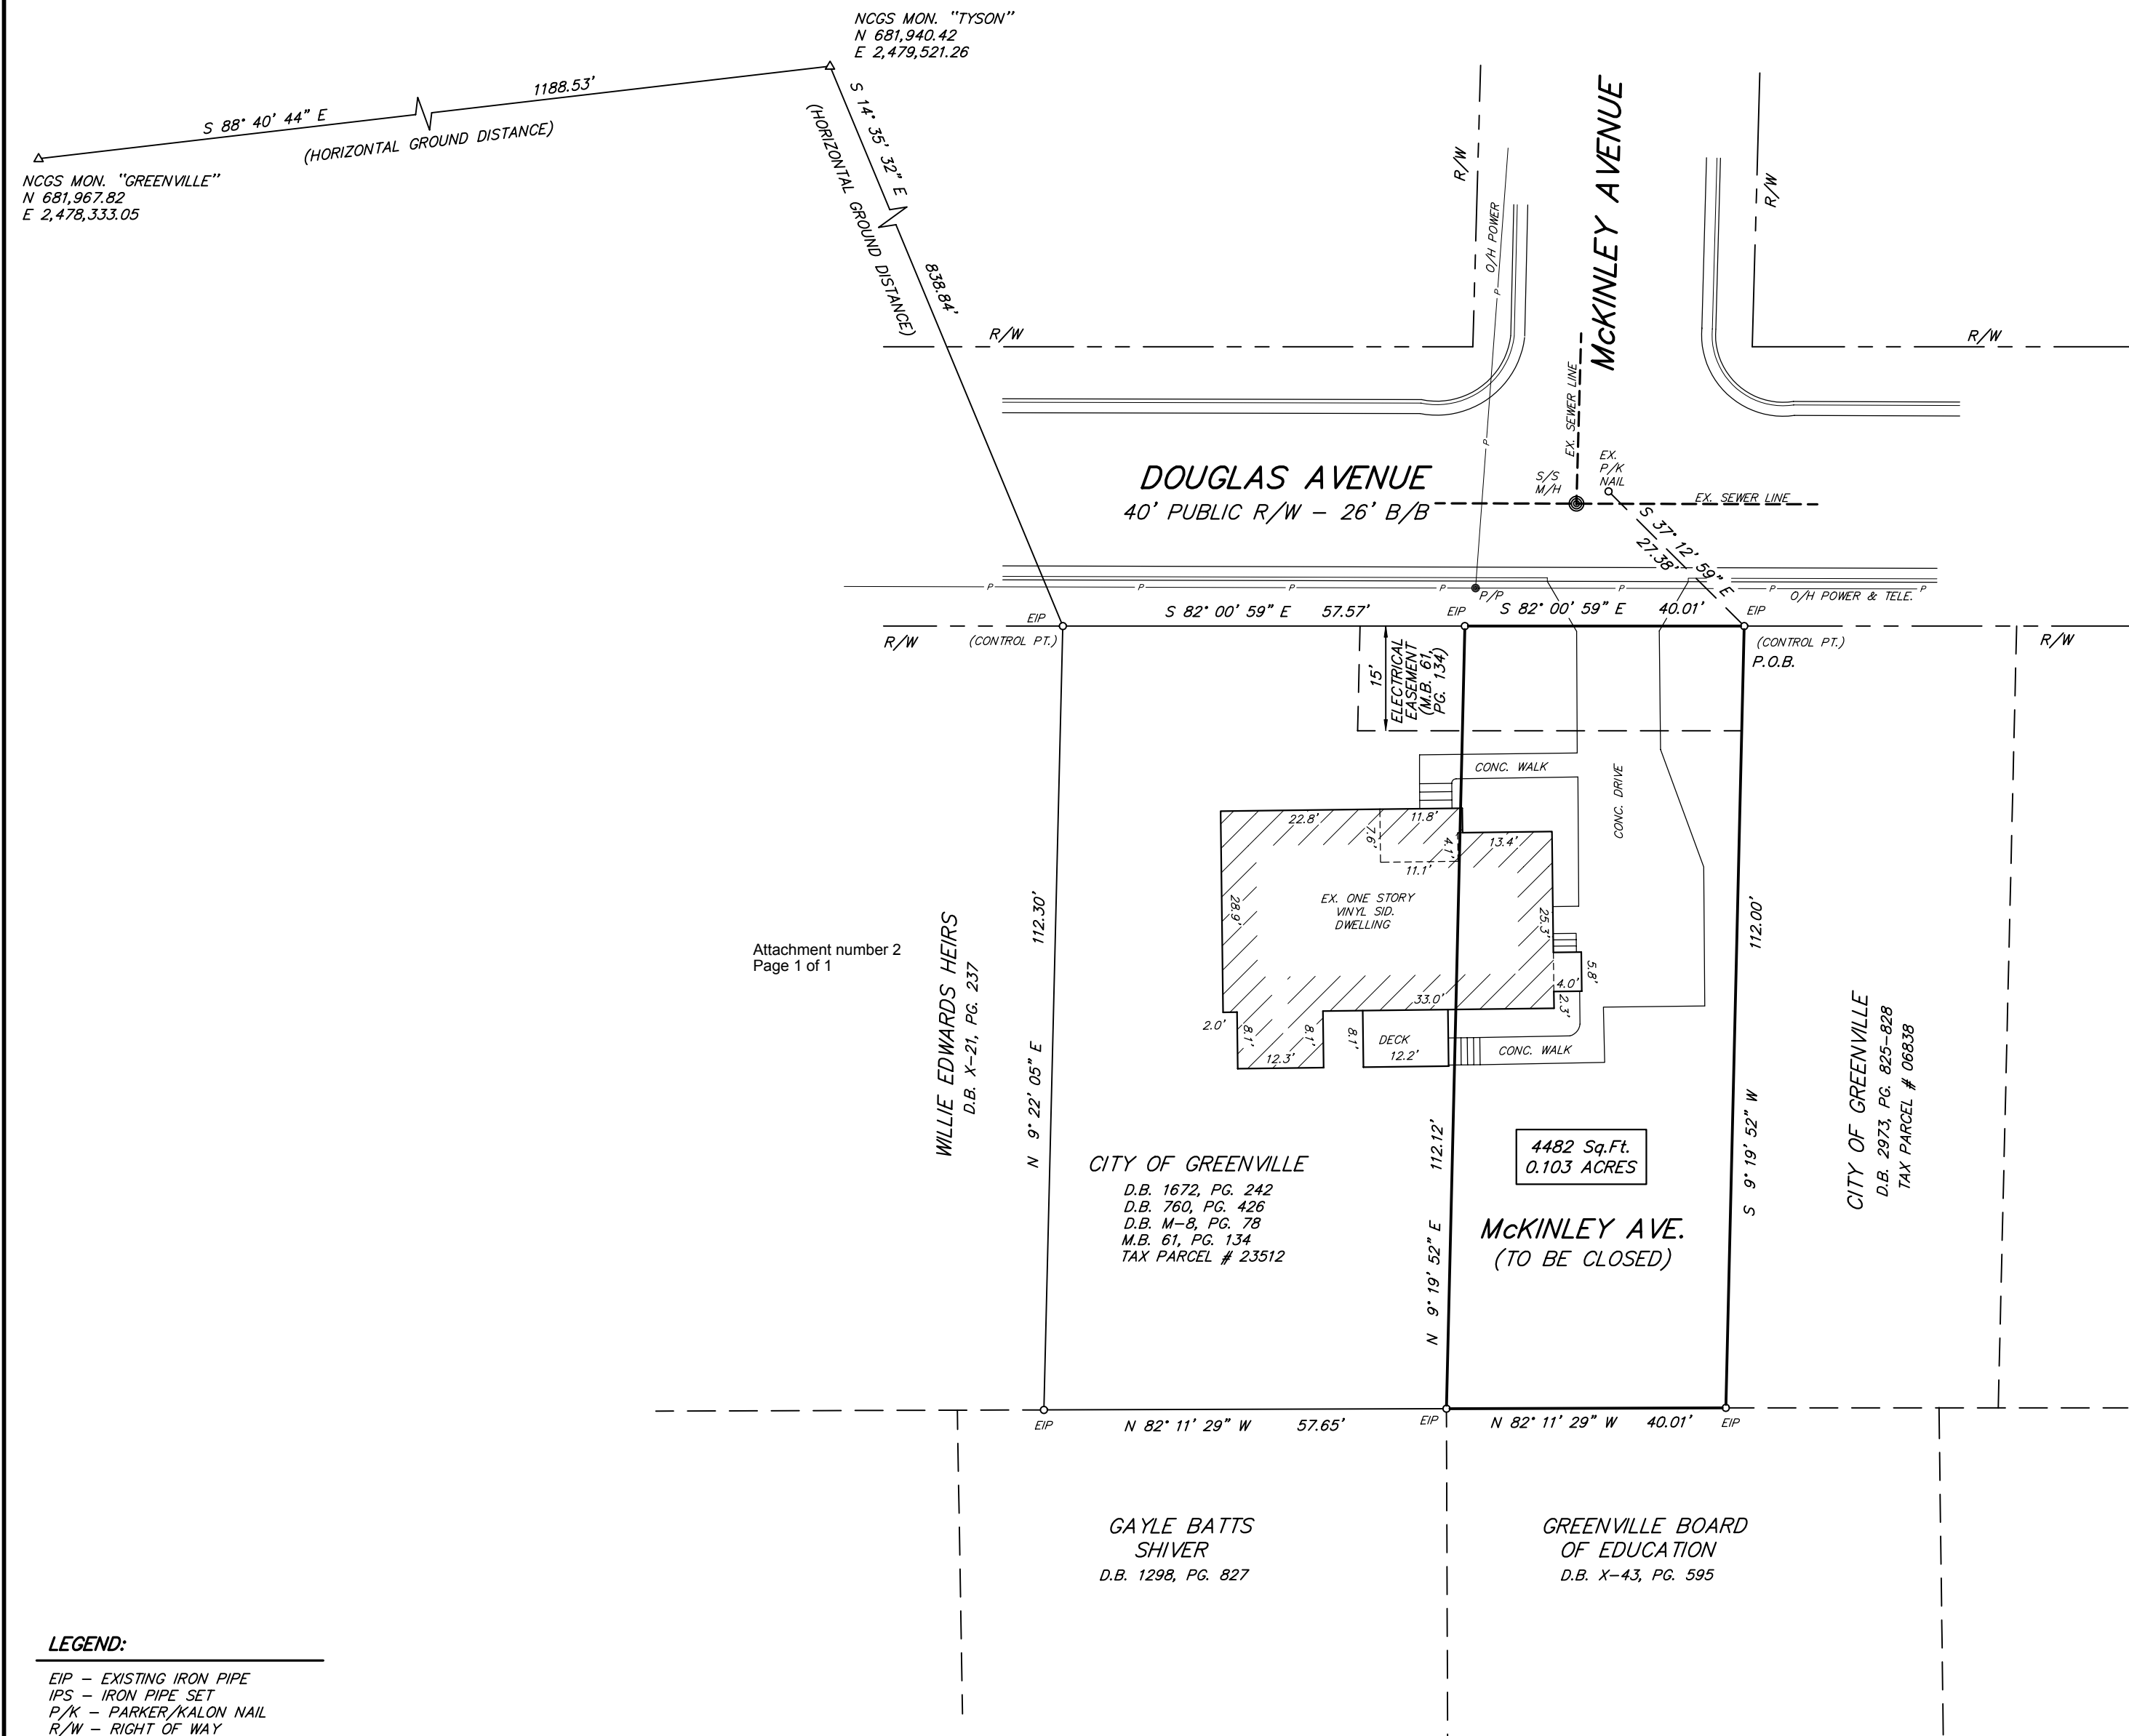 NCGS MON. "TYSON"
N 681,940.42
E 2,479,521.26
1188.53'
S 88° 40' 44" E
(HORIZONTAL GROUND DISTANCE)
NCGS MON. "GREENVILLE"
N 681,967.82
E 2,478,333.05
S 14° 35' 32" E
(HORIZONTAL GROUND DISTANCE)
838.84'
McKINLEY AVENUE
R/W
R/W
R/W
R/W
O/H POWER
P
P
EX. SEWER LINE
DOUGLAS AVENUE
40' PUBLIC R/W – 26' B/B
S/S
M/H
EX.
P/K
NAIL
EX. SEWER LINE
S 37° 12' 59" E
27.38'
P
P
P
P
P
P
P
P/P
O/H POWER & TELE.
EIP
S 82° 00' 59" E 57.57'
EIP
S 82° 00' 59" E 40.01'
EIP
R/W
(CONTROL PT.)
(CONTROL PT.)
P.O.B.
R/W
15'
ELECTRICAL
EASEMENT
(M.B. 61,
PG. 134)
CONC. WALK
CONC. DRIVE
22.8'
11.8'
7.6'
4.1'
13.4'
11.1'
EX. ONE STORY
VINYL SID.
DWELLING
28.9'
25.3'
5.8'
4.0'
2.3'
33.0'
2.0'
8.1'
8.1'
8.1'
12.3'
DECK
12.2'
CONC. WALK
Attachment number 2
Page 1 of 1
WILLIE EDWARDS HEIRS
D.B. X–21, PG. 237
N 9° 22' 05" E 112.30'
CITY OF GREENVILLE
D.B. 1672, PG. 242
D.B. 760, PG. 426
D.B. M–8, PG. 78
M.B. 61, PG. 134
TAX PARCEL # 23512
N 9° 19' 52" E 112.12'
4482 Sq.Ft.
0.103 ACRES
McKINLEY AVE.
(TO BE CLOSED)
S 9° 19' 52" W 112.00'
CITY OF GREENVILLE
D.B. 2973, PG. 825–828
TAX PARCEL # 06838
EIP
N 82° 11' 29" W 57.65'
EIP
N 82° 11' 29" W 40.01'
EIP
GAYLE BATTS
SHIVER
D.B. 1298, PG. 827
GREENVILLE BOARD
OF EDUCATION
D.B. X–43, PG. 595
LEGEND:
EIP – EXISTING IRON PIPE
IPS – IRON PIPE SET
P/K – PARKER/KALON NAIL
R/W – RIGHT OF WAY